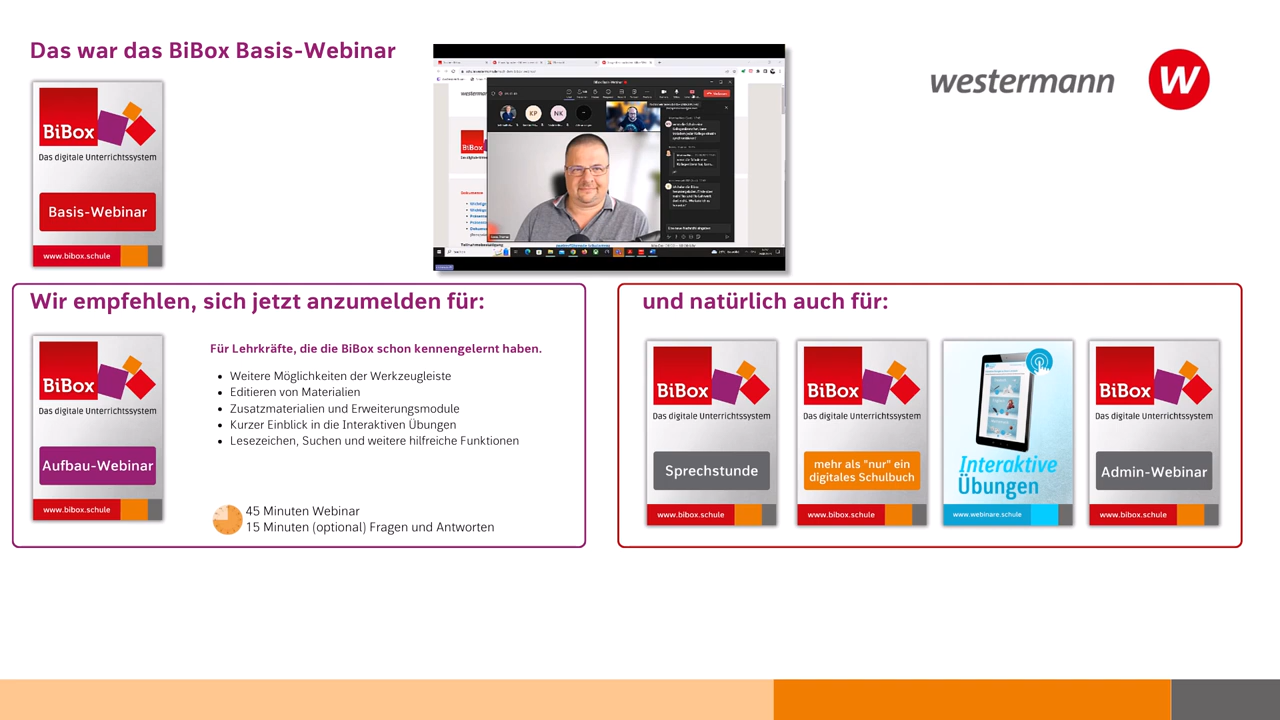 Das war das BiBox Basis-Webinar
BiBox
Das digitale Unterrichtssystem
Basis-Webinar
www.bibox.schule
KP
NK
westermann
W
Wir empfehlen, sich jetzt anzumelden für:
BiBox
Das digitale Unterrichtssystem
Aufbau-Webinar
www.bibox.schule
Für Lehrkräfte, die die BiBox schon kennengelernt haben.
• Weitere Möglichkeiten der Werkzeugleiste
• Editieren von Materialien
• Zusatzmaterialien und Erweiterungsmodule
• Kurzer Einblick in die Interaktiven Übungen
• Lesezeichen, Suchen und weitere hilfreiche Funktionen
45 Minuten Webinar
15 Minuten (optional) Fragen und Antworten
und natürlich auch für:
BiBox
Das digitale Unterrichtssystem
Sprechstunde
www.bibox.schule
BiBox
Das digitale Unterrichtssystem
mehr als "nur" ein
digitales Schulbuch
www.bibox.schule
Interaktive
Übungen
www.webinare.schule
BiBox
Das digitale Unterrichtssystem
Admin-Webinar
www.bibox.schule